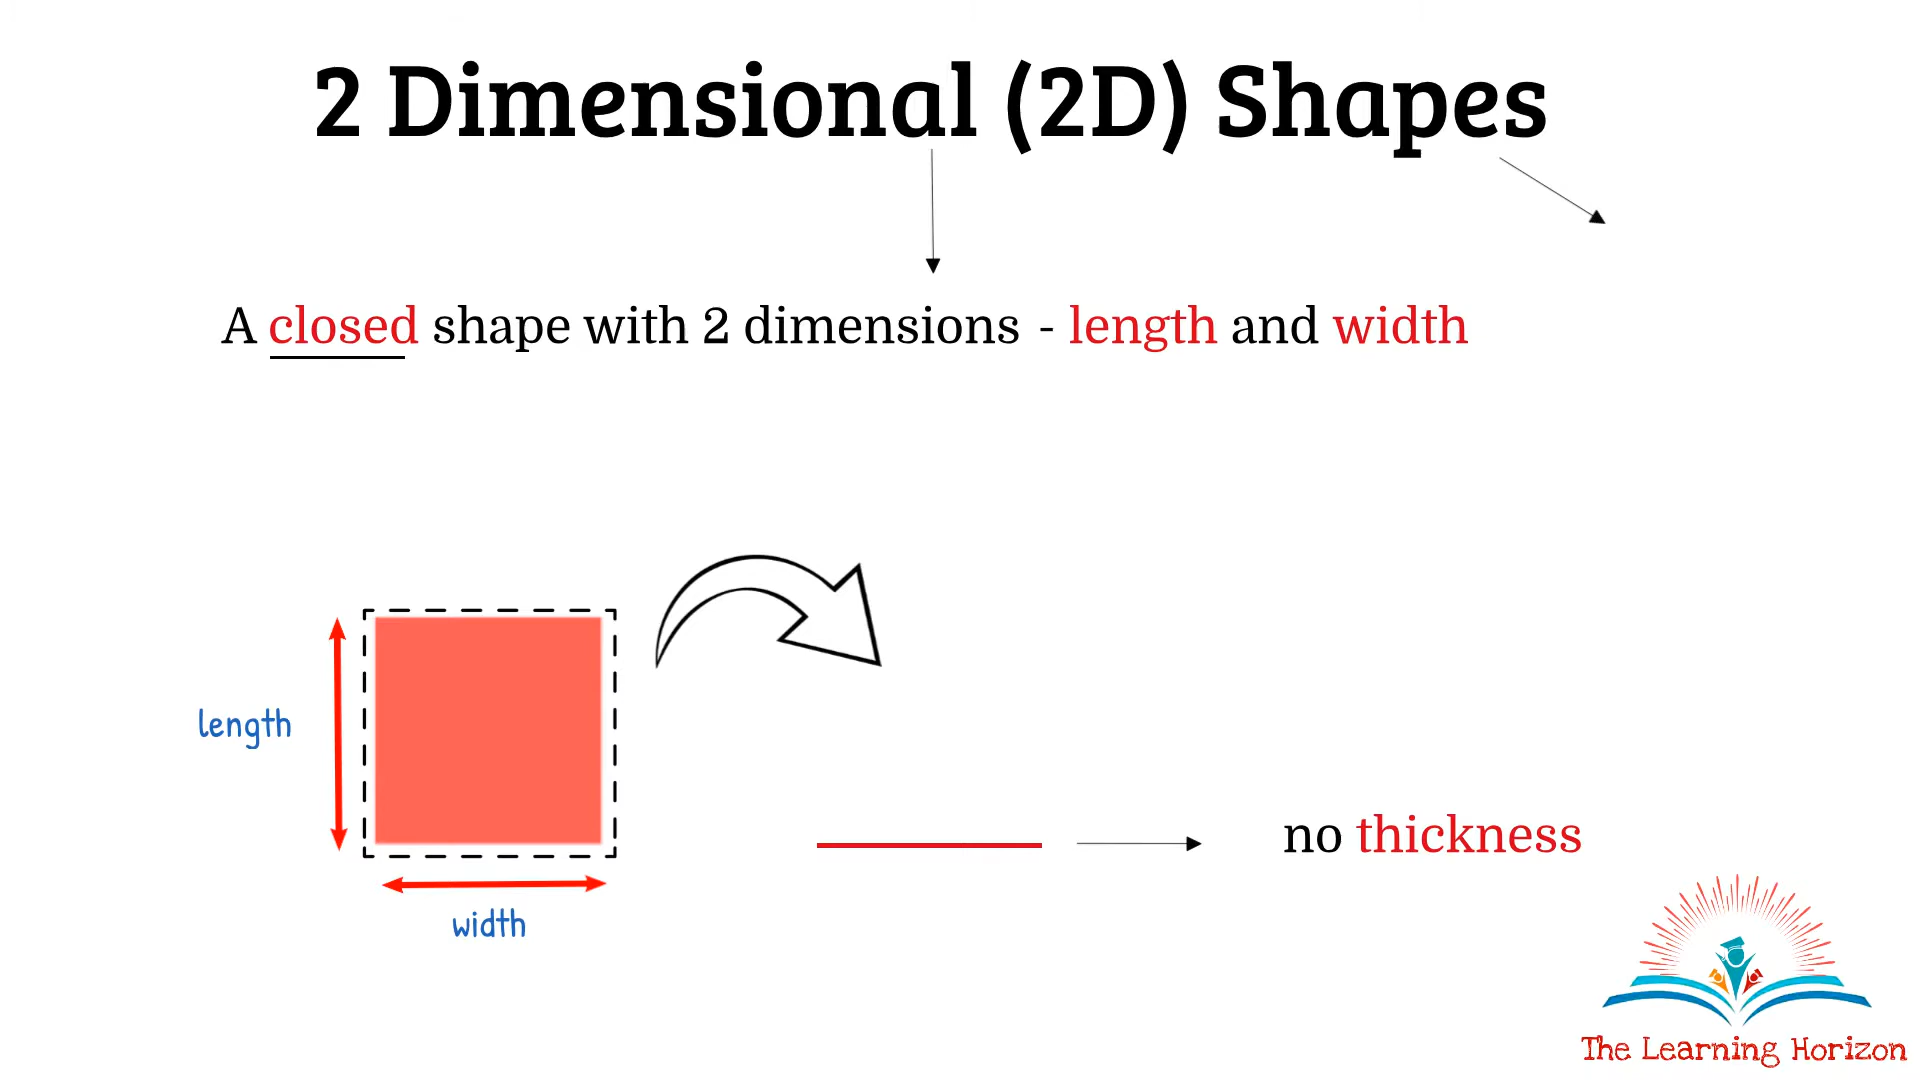 2 Dimensional (2D) Shapes
A closed shape with 2 dimensions - length and width
length
width
no thickness
The Learning Horizon